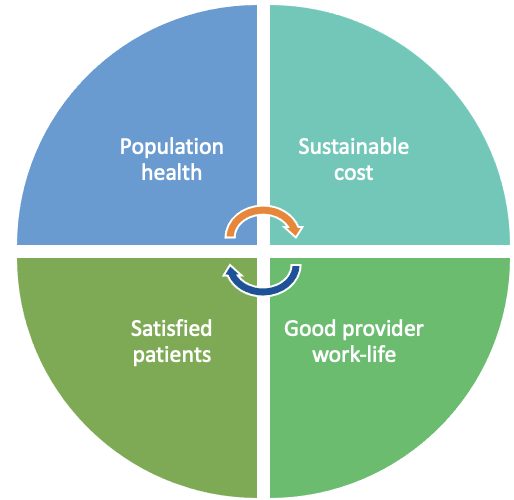 Population
health
Sustainable
cost
Satisfied
patients
Good provider
work-life